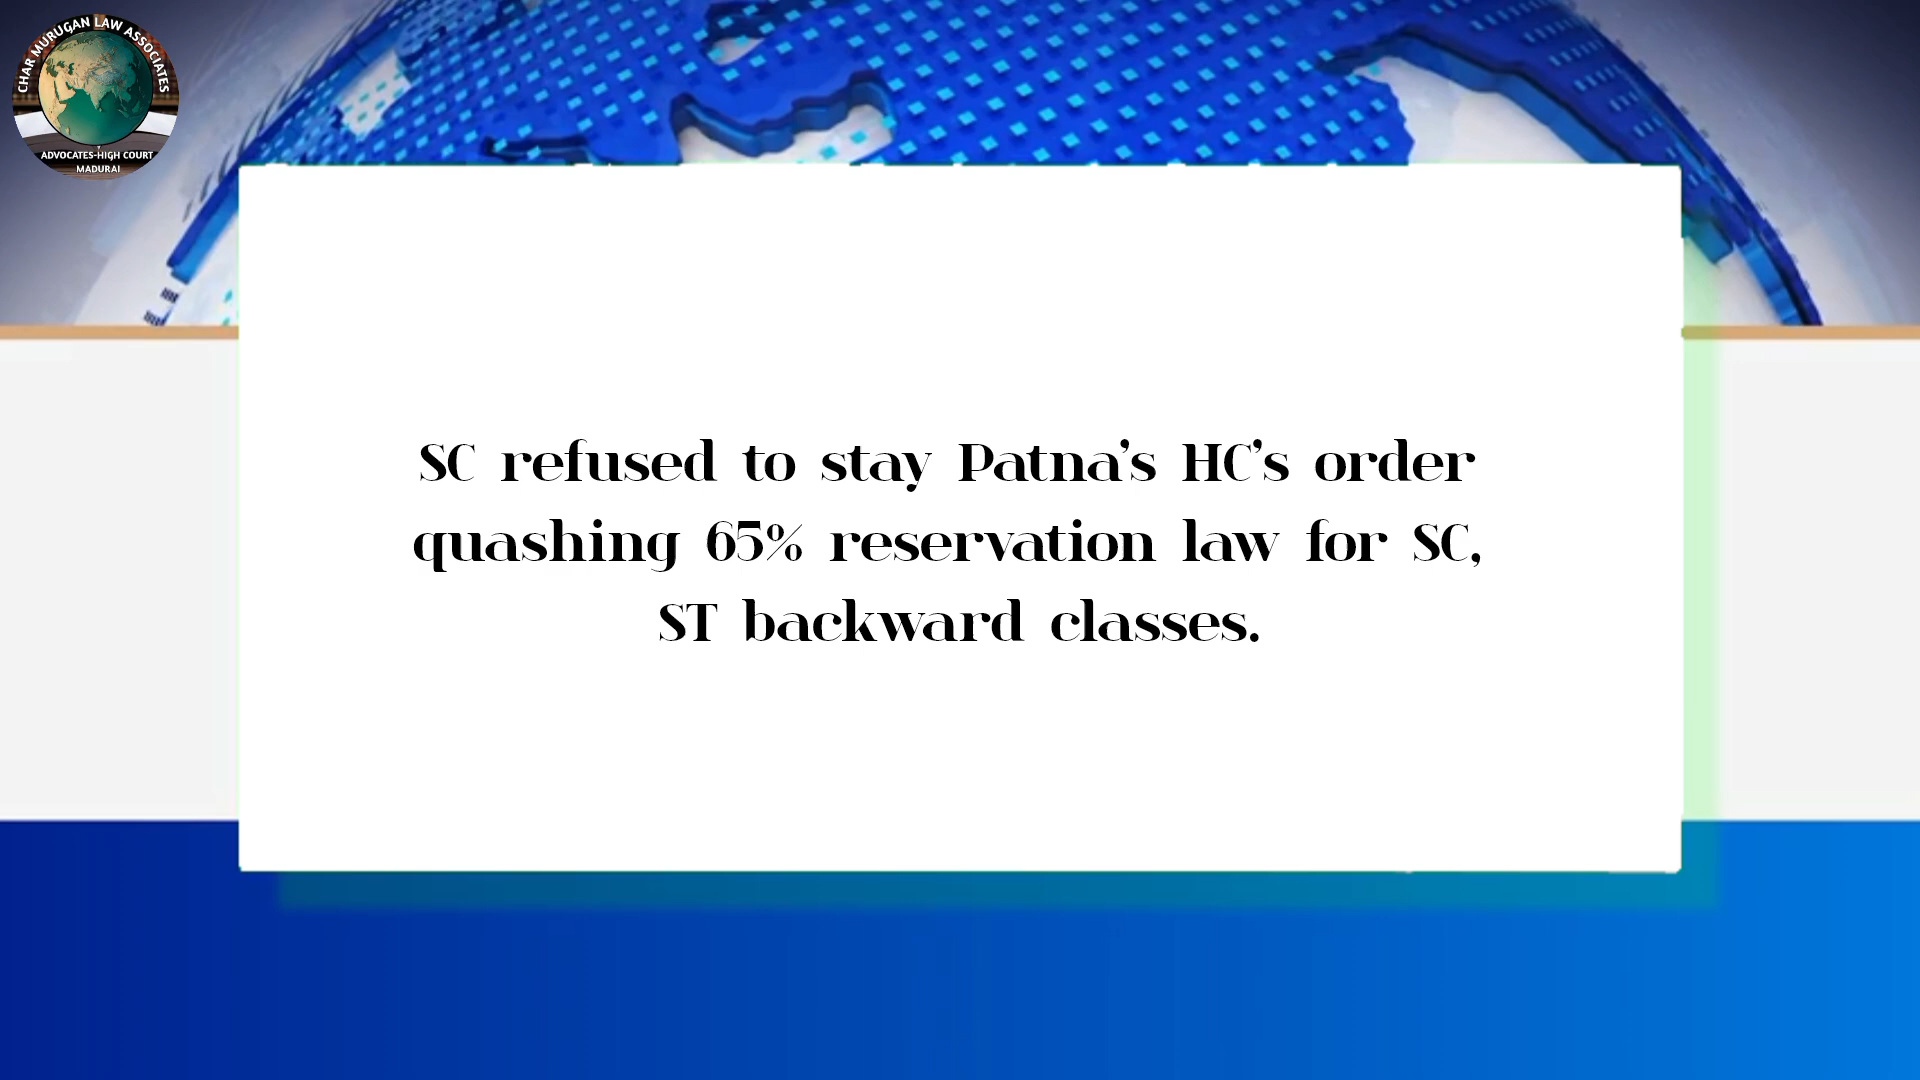 CHAR MURUGAN LAW ASSOCIATES
ADVOCATES-HIGH COURT
MADURAI
SC refused to stay Patna's HC's order
quashing 65% reservation law for SC,
ST backward classes.